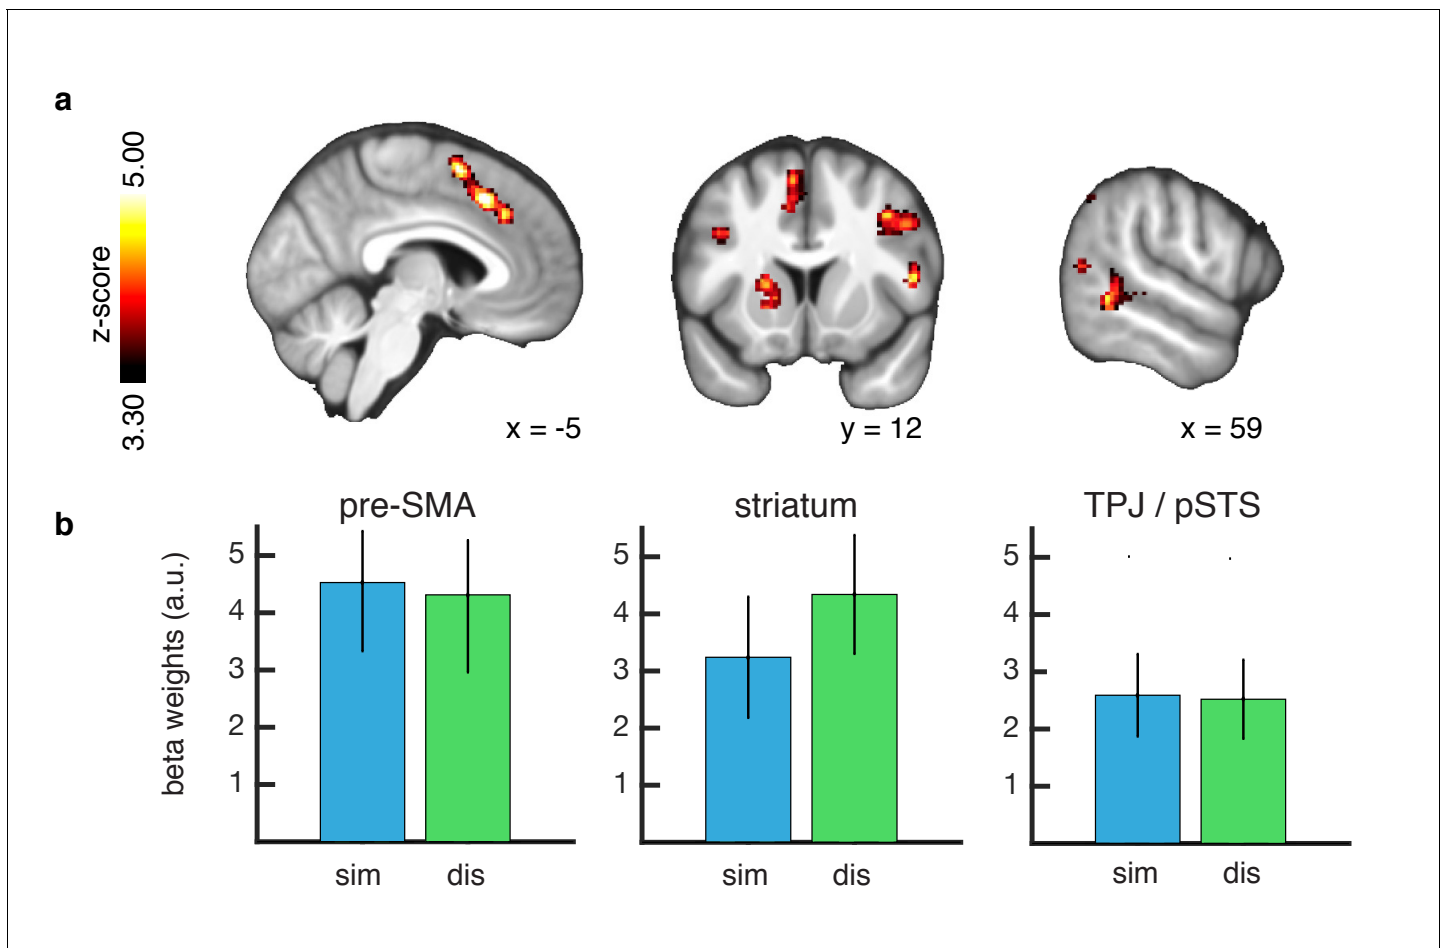 a
5.00
z-score
3.30
x = -5
y = 12
x = 59
b
pre-SMA
striatum
TPJ / pSTS
beta weights (a.u.)
5
4
3
2
1
sim
dis
5
4
3
2
1
sim
dis
5
4
3
2
1
sim
dis